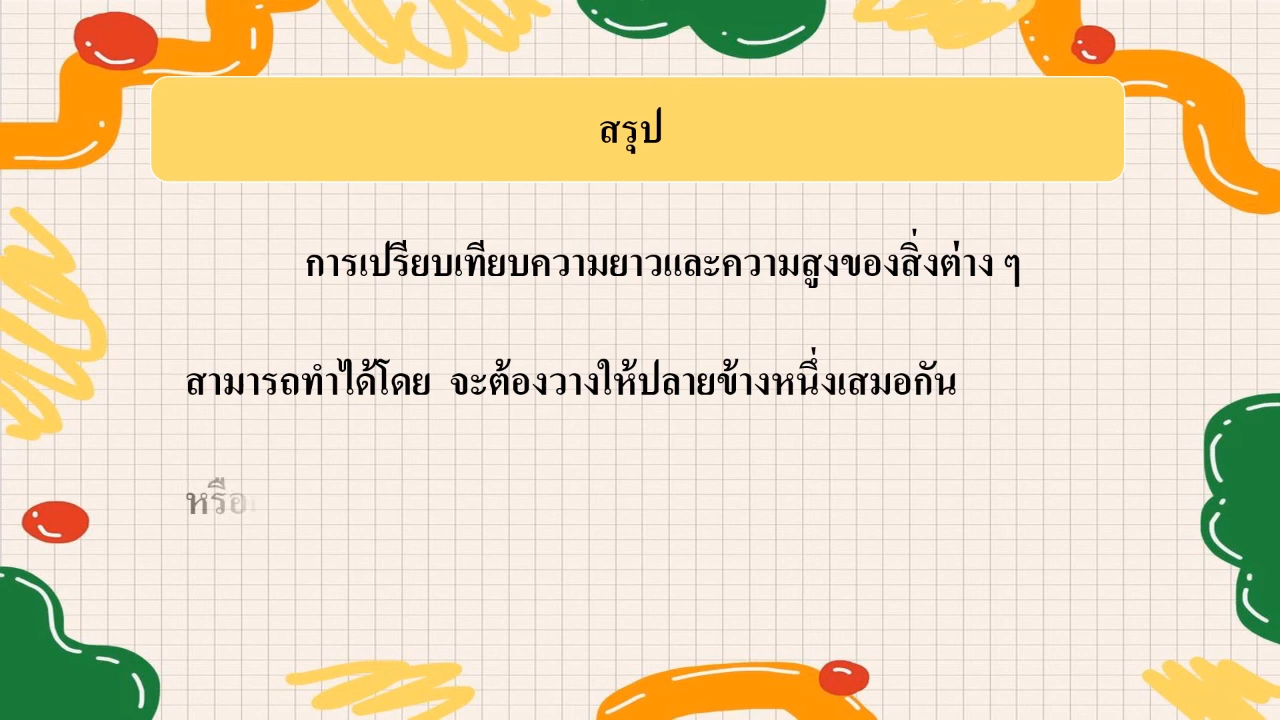 สรุป
การเปรียบเทียบความยาวและความสูงของสิ่งต่าง ๆ
สามารถทำได้โดย จะต้องวางให้ปลายข้างหนึ่งเสมอกัน
หรือ